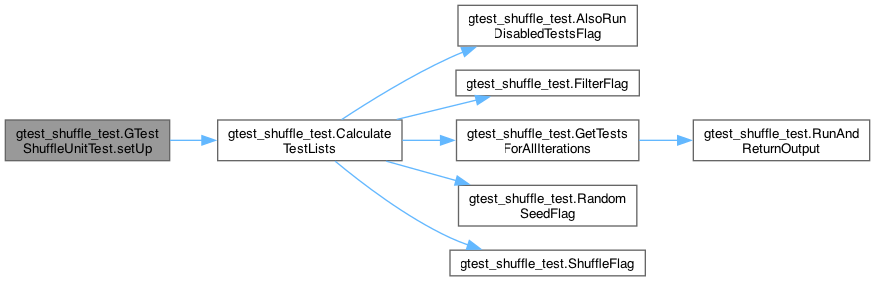 gtest_shuffle_test.GTest
ShuffleUnitTest.setUp
gtest_shuffle_test.Calculate
TestLists
gtest_shuffle_test.AlsoRun
DisabledTestsFlag
gtest_shuffle_test.FilterFlag
gtest_shuffle_test.GetTests
ForAllIterations
gtest_shuffle_test.RunAnd
ReturnOutput
gtest_shuffle_test.Random
SeedFlag
gtest_shuffle_test.ShuffleFlag